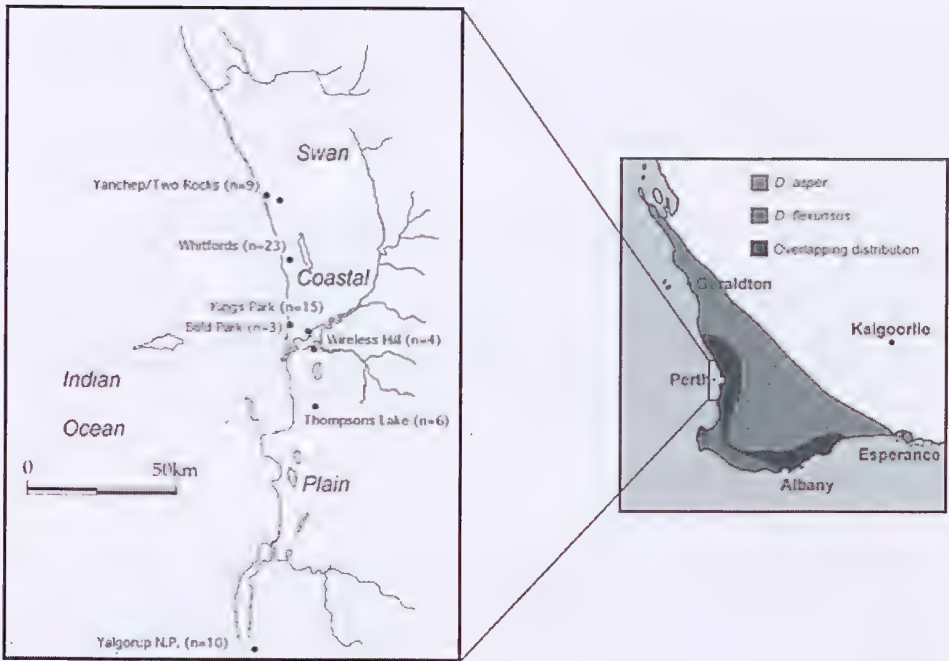 Swan
Yanchep/Two Rocks (n=9)
Whitfords (n=23)
Coastal
Kings Park (n=15)
Bold Park (n=3)
Wireless Hill (n=4)
Indian
Ocean
Thompsons Lake (n=6)
0 50km
Plain
Yalgorup N.P. (n=10)
D. asper
D. flexuosus
Overlapping distribution
Geraldton
Kalgoorlie
Perth
Esperance
Albany